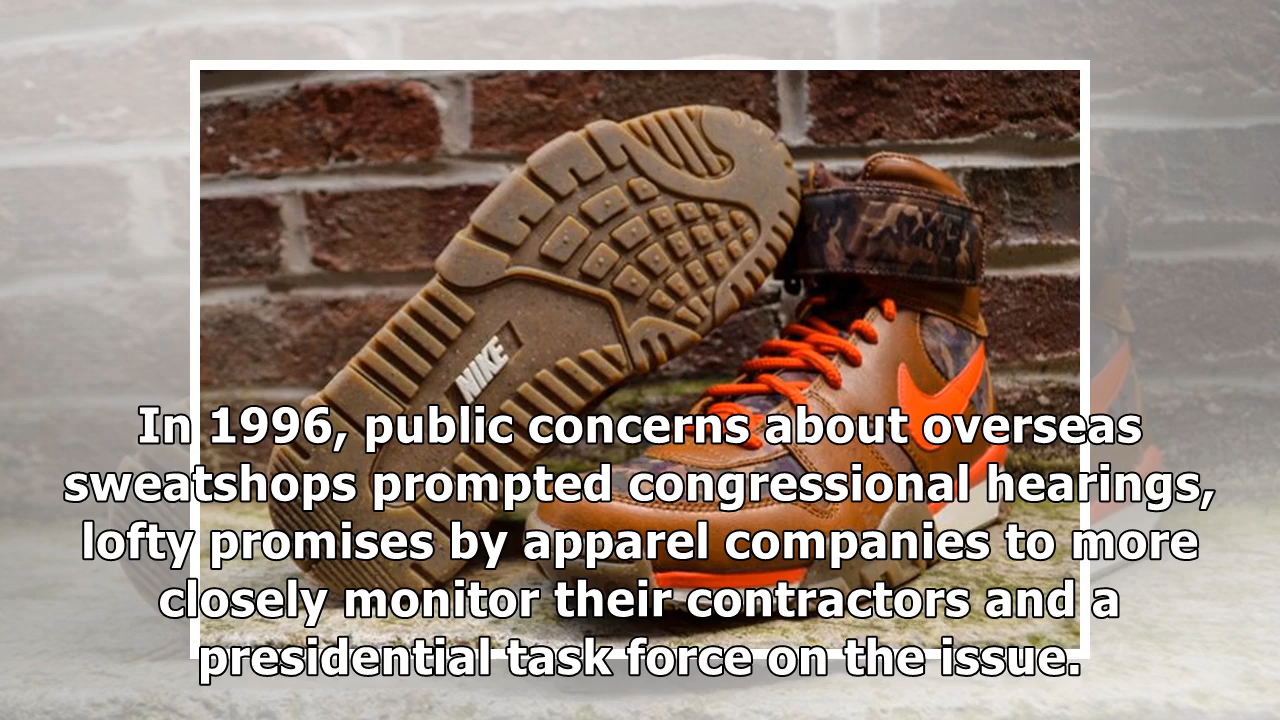 NIKE
In 1996, public concerns about overseas
sweatshops prompted congressional hearings,
lofty promises by apparel companies to more
closely monitor their contractors and a
presidential task force on the issue.